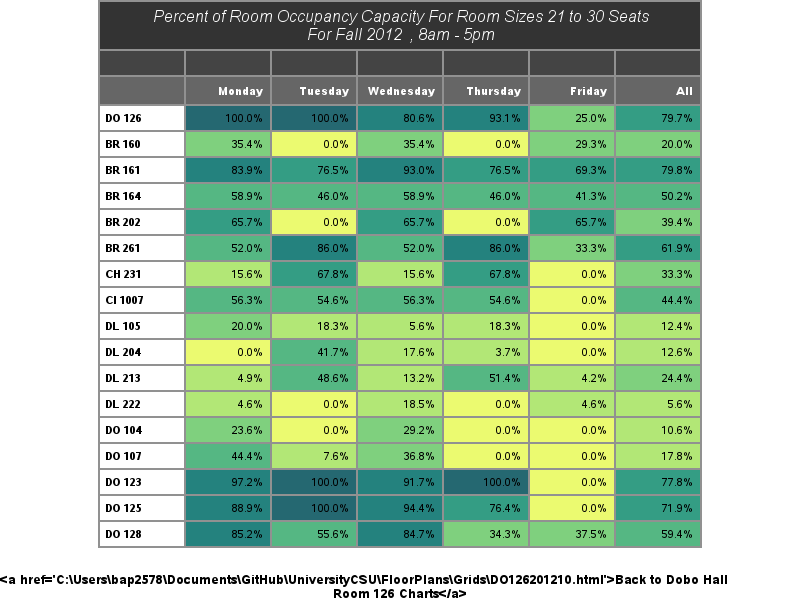 Percent of Room Occupancy Capacity For Room Sizes 21 to 30 Seats
For Fall 2012 , 8am - 5pm
Monday Tuesday Wednesday Thursday Friday All
DO 126 100.0% 100.0% 80.6% 93.1% 25.0% 79.7%
BR 160 35.4% 0.0% 35.4% 0.0% 29.3% 20.0%
BR 161 83.9% 76.5% 93.0% 76.5% 69.3% 79.8%
BR 164 58.9% 46.0% 58.9% 46.0% 41.3% 50.2%
BR 202 65.7% 0.0% 65.7% 0.0% 65.7% 39.4%
BR 261 52.0% 86.0% 52.0% 86.0% 33.3% 61.9%
CH 231 15.6% 67.8% 15.6% 67.8% 0.0% 33.3%
CI 1007 56.3% 54.6% 56.3% 54.6% 0.0% 44.4%
DL 105 20.0% 18.3% 5.6% 18.3% 0.0% 12.4%
DL 204 0.0% 41.7% 17.6% 3.7% 0.0% 12.6%
DL 213 4.9% 48.6% 13.2% 51.4% 4.2% 24.4%
DL 222 4.6% 0.0% 18.5% 0.0% 4.6% 5.6%
DO 104 23.6% 0.0% 29.2% 0.0% 0.0% 10.6%
DO 107 44.4% 7.6% 36.8% 0.0% 0.0% 17.8%
DO 123 97.2% 100.0% 91.7% 100.0% 0.0% 77.8%
DO 125 88.9% 100.0% 94.4% 76.4% 0.0% 71.9%
DO 128 85.2% 55.6% 84.7% 34.3% 37.5% 59.4%
<a href='C:\Users\bap2578\Documents\GitHub\UniversityCSU\FloorPlans\Grids\DO126201210.html'>Back to Dobo Hall
Room 126 Charts</a>